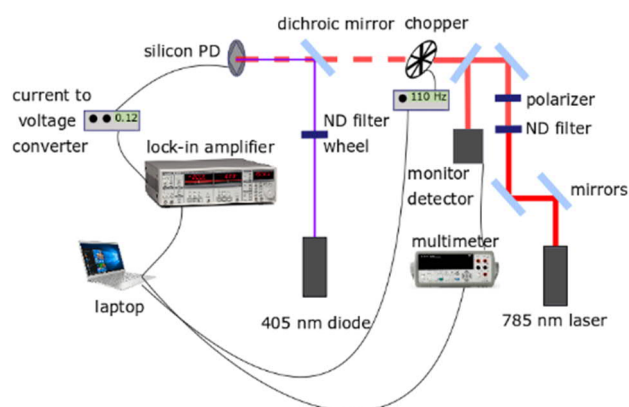 dichroic mirror
chopper
silicon PD
current to
voltage
converter
0.12
110 Hz
ND filter
wheel
lock-in amplifier
polarizer
ND filter
monitor
detector
mirrors
multimeter
laptop
405 nm diode
785 nm laser